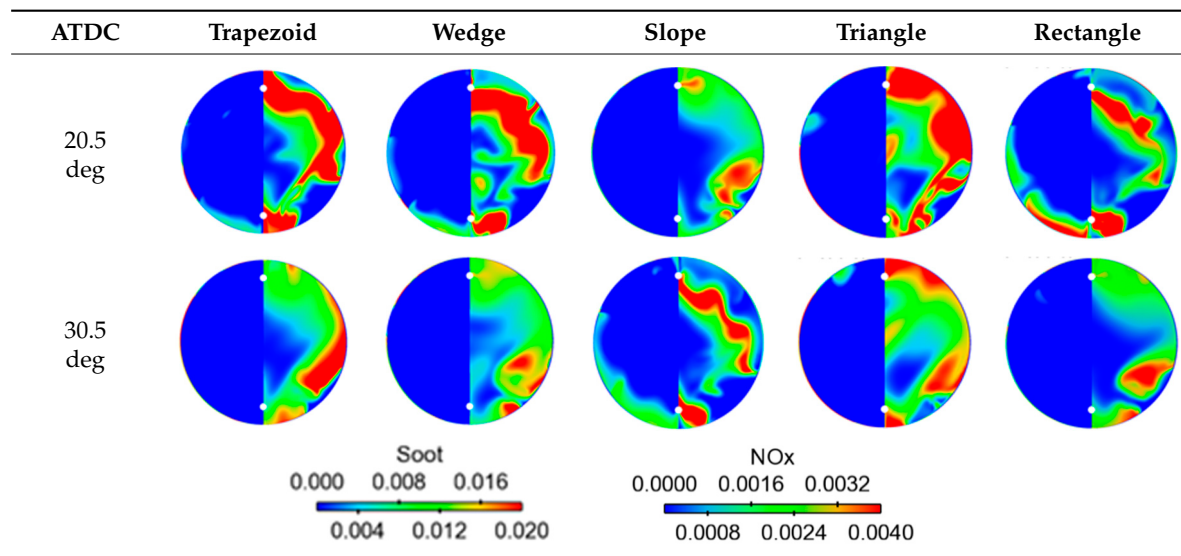 ATDC Trapezoid Wedge Slope Triangle Rectangle
20.5
deg
30.5
deg
Soot NOx
0.000 0.008 0.016 0.0000 0.0016 0.0032
0.004 0.012 0.020 0.0008 0.0024 0.0040